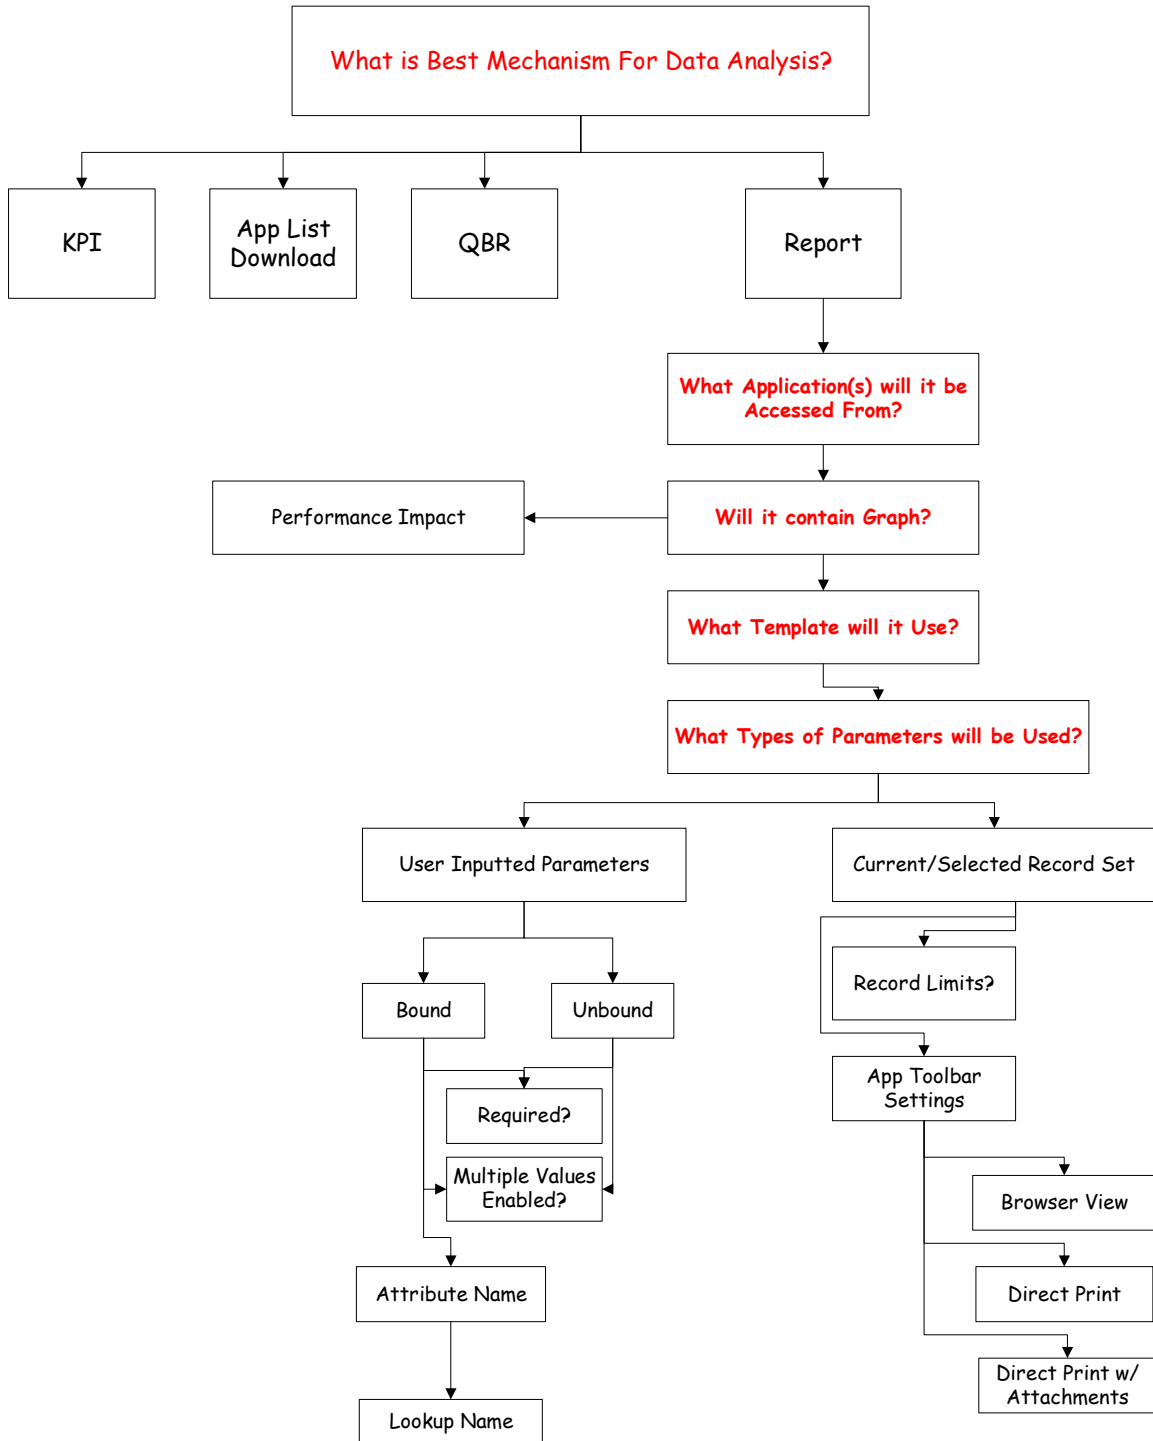 What is Best Mechanism For Data Analysis?
KPI
App List
Download
QBR
Report
What Application(s) will it be
Accessed From?
Performance Impact
Will it contain Graph?
What Template will it Use?
What Types of Parameters will be Used?
User Inputted Parameters
Current/Selected Record Set
Record Limits?
Bound
Unbound
App Toolbar
Settings
Required?
Multiple Values
Enabled?
Browser View
Attribute Name
Direct Print
Direct Print w/
Attachments
Lookup Name